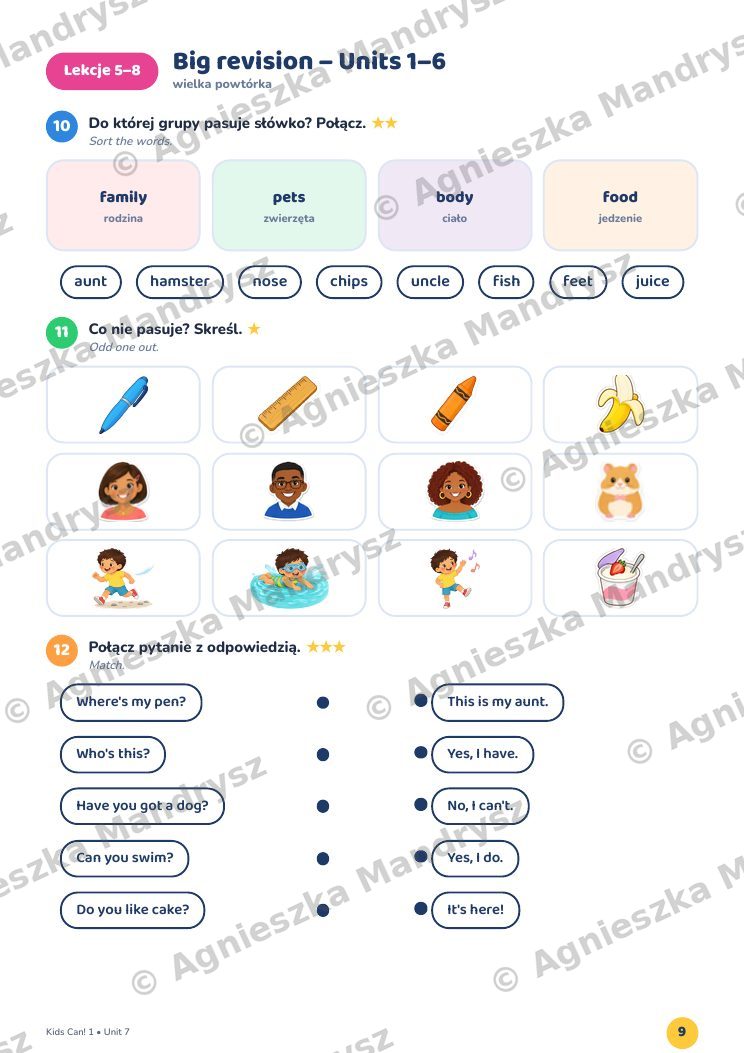 Lekcje 5–8
Big revision – Units 1–6
wielka powtórka
10 Do której grupy pasuje słówko? Połącz.
Sort the words.
family pets body food
rodzina zwierzęta ciało jedzenie
aunt hamster nose chips uncle fish feet juice
11 Co nie pasuje? Skreśl.
Odd one out.
12 Połącz pytanie z odpowiedzią.
Match.
Where's my pen? This is my aunt.
Who's this? Yes, I have.
Have you got a dog? No, I can't.
Can you swim? Yes, I do.
Do you like cake? It's here!
Kids Can! 1 • Unit 7
9
© Agnieszka Mandrysz